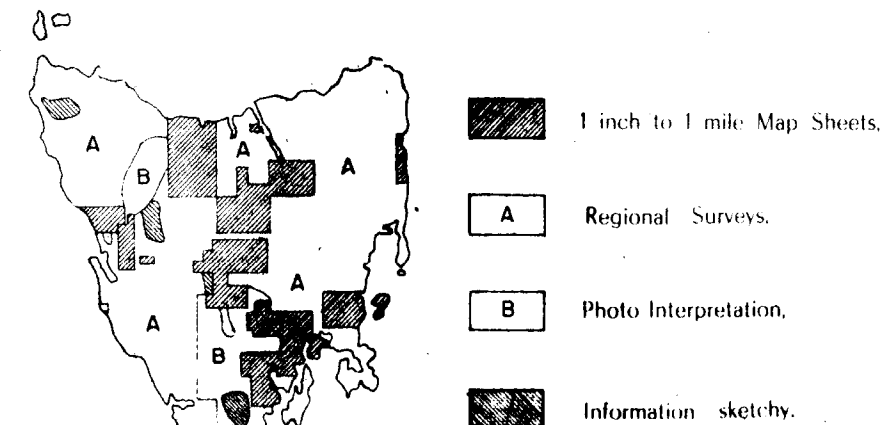 A
B
A
A
A
A
B
1 inch to 1 mile Map Sheets,
A Regional Surveys.
B Photo Interpretation,
Information sketchy.